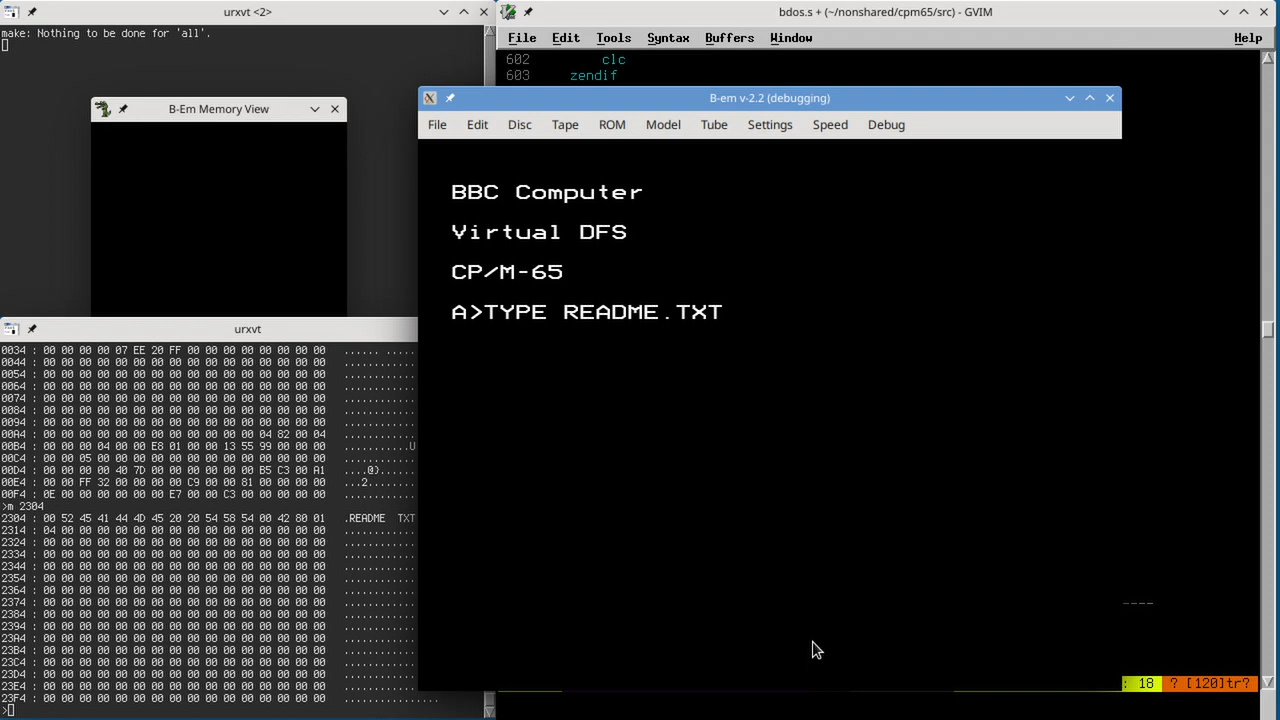 urxvt <2>
make: Nothing to be done for 'all'.
bdos.s + (~/nonshared/cpm65/src) - GVIM
File Edit Tools Syntax Buffers Window Help
602 clc
603 zendif
B-Em Memory View
B-em v-2.2 (debugging)
File Edit Disc Tape ROM Model Tube Settings Speed Debug
BBC Computer
Virtual DFS
CP/M-65
A>TYPE README.TXT
urxvt
0034 : 00 00 00 00 07 EE 20 FF 00 00 00 00 00 00 00 00 ...... .....
0044 : 00 00 00 00 00 00 00 00 00 00 00 00 00 00 00 00 ............
0054 : 00 00 00 00 00 00 00 00 00 00 00 00 00 00 00 00 ............
0064 : 00 00 00 00 00 00 00 00 00 00 00 00 00 00 00 00 ............
0074 : 00 00 00 00 00 00 00 00 00 00 00 00 00 00 00 00 ............
0084 : 00 00 00 00 00 00 00 00 00 00 00 00 00 00 00 00 ............
0094 : 00 00 00 00 00 00 00 00 00 00 00 00 00 00 00 00 ............
00A4 : 00 00 00 00 00 00 00 00 00 00 00 00 04 82 00 04 ............
00B4 : 00 00 04 00 00 E8 01 00 00 13 55 99 00 00 00 00 ...........U
00C4 : 00 00 05 00 00 00 00 00 00 00 00 00 00 00 00 00 ............
00D4 : 00 00 00 00 40 7D 00 00 00 00 00 00 B5 C3 00 A1 ....@}......
00E4 : 00 00 FF 32 00 00 00 00 C9 00 00 81 00 00 00 00 ...2........
00F4 : 0E 00 00 00 00 00 00 E7 00 00 C3 00 00 00 00 00 ............
>m 2304
2304 : 00 52 45 41 44 4D 45 20 20 54 58 54 00 42 80 01 .README  TXT
2314 : 04 00 00 00 00 00 00 00 00 00 00 00 00 00 00 00 ............
2324 : 00 00 00 00 00 00 00 00 00 00 00 00 00 00 00 00 ............
2334 : 00 00 00 00 00 00 00 00 00 00 00 00 00 00 00 00 ............
2344 : 00 00 00 00 00 00 00 00 00 00 00 00 00 00 00 00 ............
2354 : 00 00 00 00 00 00 00 00 00 00 00 00 00 00 00 00 ............
2364 : 00 00 00 00 00 00 00 00 00 00 00 00 00 00 00 00 ............
2374 : 00 00 00 00 00 00 00 00 00 00 00 00 00 00 00 00 ............
2384 : 00 00 00 00 00 00 00 00 00 00 00 00 00 00 00 00 ............
2394 : 00 00 00 00 00 00 00 00 00 00 00 00 00 00 00 00 ............
23A4 : 00 00 00 00 00 00 00 00 00 00 00 00 00 00 00 00 ............
23B4 : 00 00 00 00 00 00 00 00 00 00 00 00 00 00 00 00 ............
23C4 : 00 00 00 00 00 00 00 00 00 00 00 00 00 00 00 00 ............
23D4 : 00 00 00 00 00 00 00 00 00 00 00 00 00 00 00 00 ............
23E4 : 00 00 00 00 00 00 00 00 00 00 00 00 00 00 00 00 ............
23F4 : 00 00 00 00 00 00 00 00 00 00 00 00 00 00 00 00 ................
>
----
: 18 ? [120]tr?